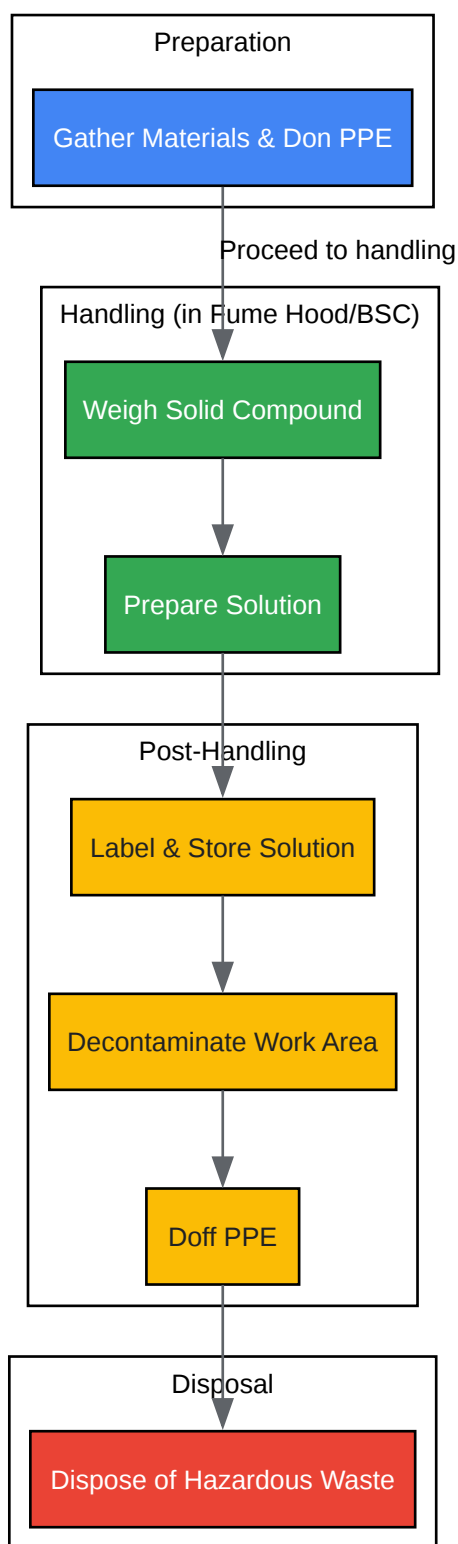 Preparation
Gather Materials & Don PPE
Proceed to handling
Handling (in Fume Hood/BSC)
Weigh Solid Compound
Prepare Solution
Post-Handling
Label & Store Solution
Decontaminate Work Area
Doff PPE
Disposal
Dispose of Hazardous Waste